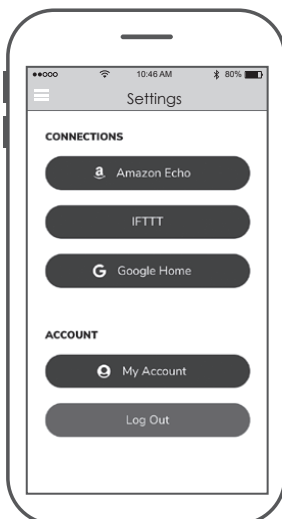 10:46 AM 80%
Settings
CONNECTIONS
Amazon Echo
IFTTT
Google Home
ACCOUNT
My Account
Log Out